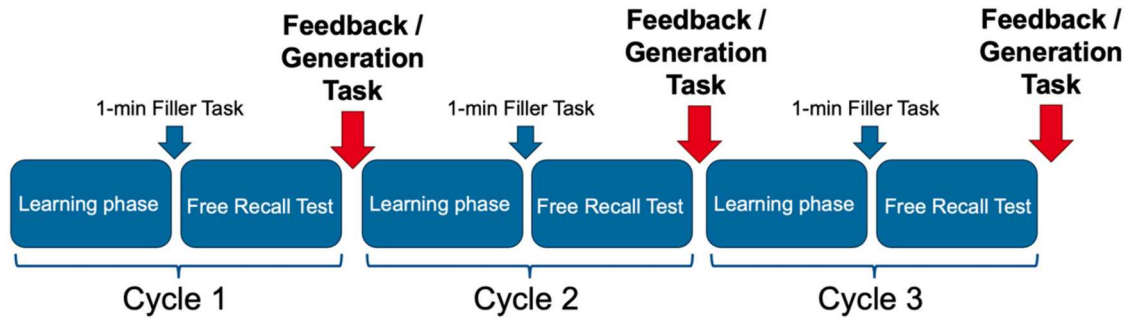 Feedback /
Generation
Task
Feedback /
Generation
Task
Feedback /
Generation
Task
1-min Filler Task
1-min Filler Task
1-min Filler Task
Learning phase
Free Recall Test
Learning phase
Free Recall Test
Learning phase
Free Recall Test
Cycle 1
Cycle 2
Cycle 3